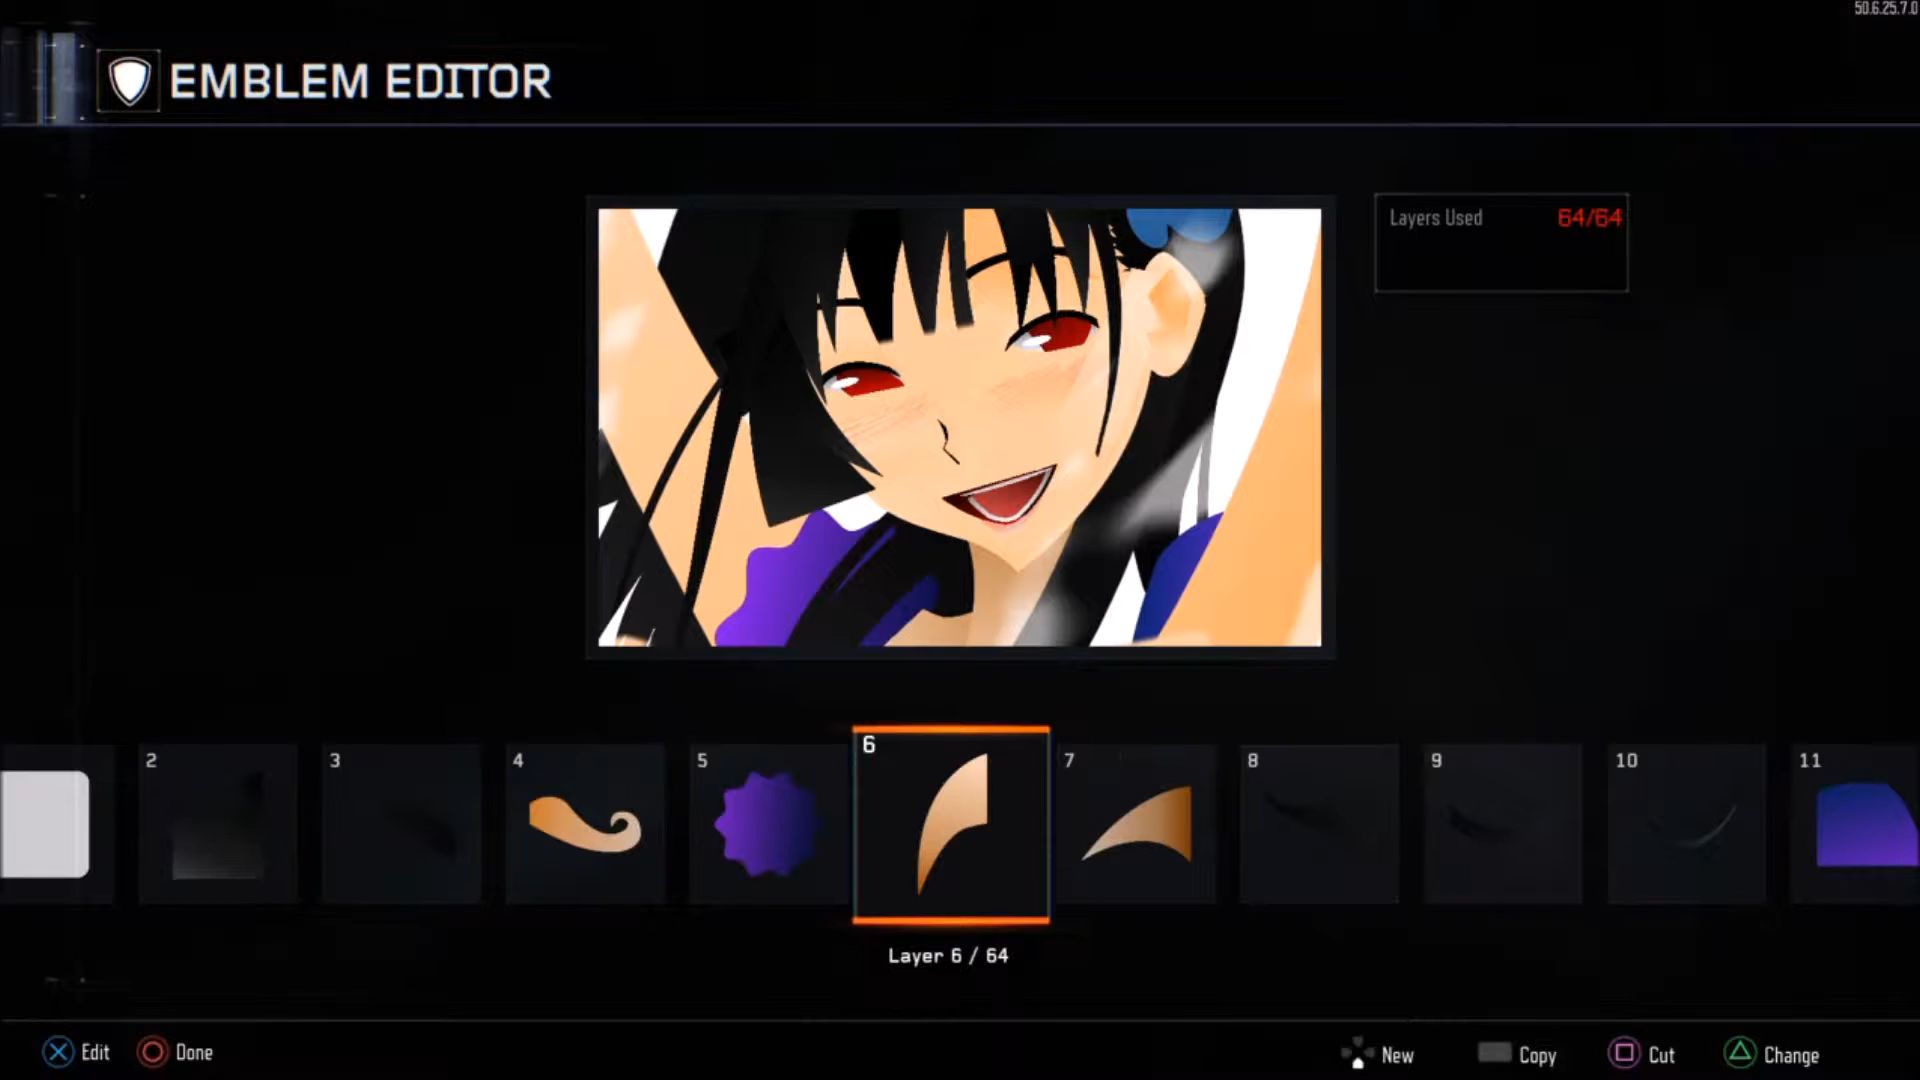 50.6.25.7.0
EMBLEM EDITOR
Layers Used 64/64
2 3 4 5 6 7 8 9 10 11
Layer 6 / 64
Edit Done New Copy Cut Change